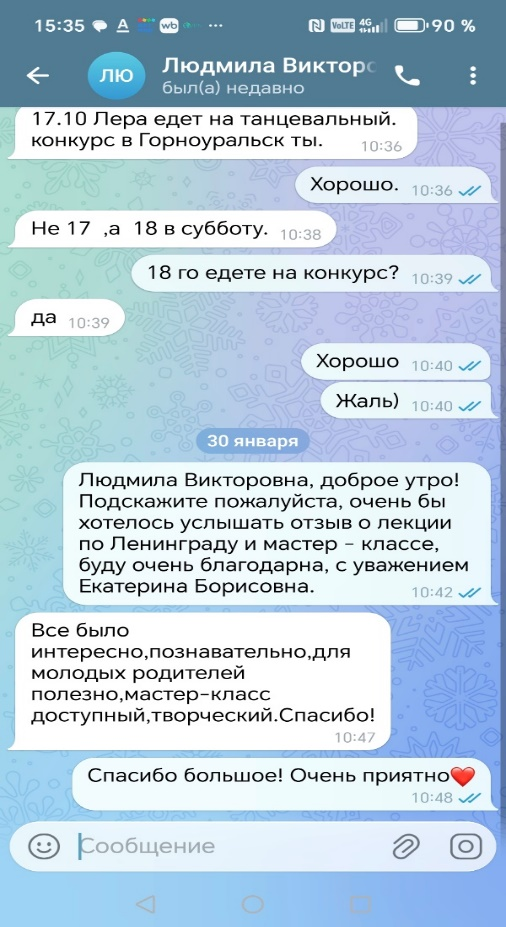 15:35
A
wb
...
VoLTE
4G
90 %
ЛЮ
Людмила Виктор
был(а) недавно
17.10 Лера едет на танцевальный.
конкурс в Горноуральск ты.
10:36
Хорошо. 10:36
Не 17 ,а 18 в субботу. 10:38
18 го едете на конкурс? 10:39
да 10:39
Хорошо 10:40
Жаль) 10:40
30 января
Людмила Викторовна, доброе утро!
Подскажите пожалуйста, очень бы
хотелось услышать отзыв о лекции
по Ленинграду и мастер – классе,
буду очень благодарна, с уважением
Екатерина Борисовна.
10:42
Все было
интересно,познавательно,для
молодых родителей
полезно,мастер-класс
доступный,творческий.Спасибо!
10:47
Спасибо большое! Очень приятно❤️
10:48
Сообщение